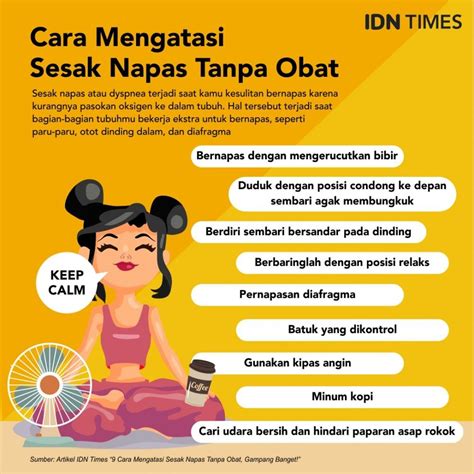 IDN TIMES
Cara Mengatasi
Sesak Napas Tanpa Obat
Sesak napas atau dyspnea terjadi saat kamu kesulitan bernapas karena
kurangnya pasokan oksigen ke dalam tubuh. Hal tersebut terjadi saat
bagian-bagian tubuhmu bekerja ekstra untuk bernapas, seperti
paru-paru, otot dinding dalam, dan diafragma
Bernapas dengan mengerucutkan bibir
Duduk dengan posisi condong ke depan
sembari agak membungkuk
Berdiri sembari bersandar pada dinding
Berbaringlah dengan posisi relaks
KEEP
CALM
Pernapasan diafragma
Batuk yang dikontrol
Gunakan kipas angin
Coffee
Minum kopi
Cari udara bersih dan hindari paparan asap rokok
Sumber: Artikel IDN Times "9 Cara Mengatasi Sesak Napas Tanpa Obat, Gampang Banget!"